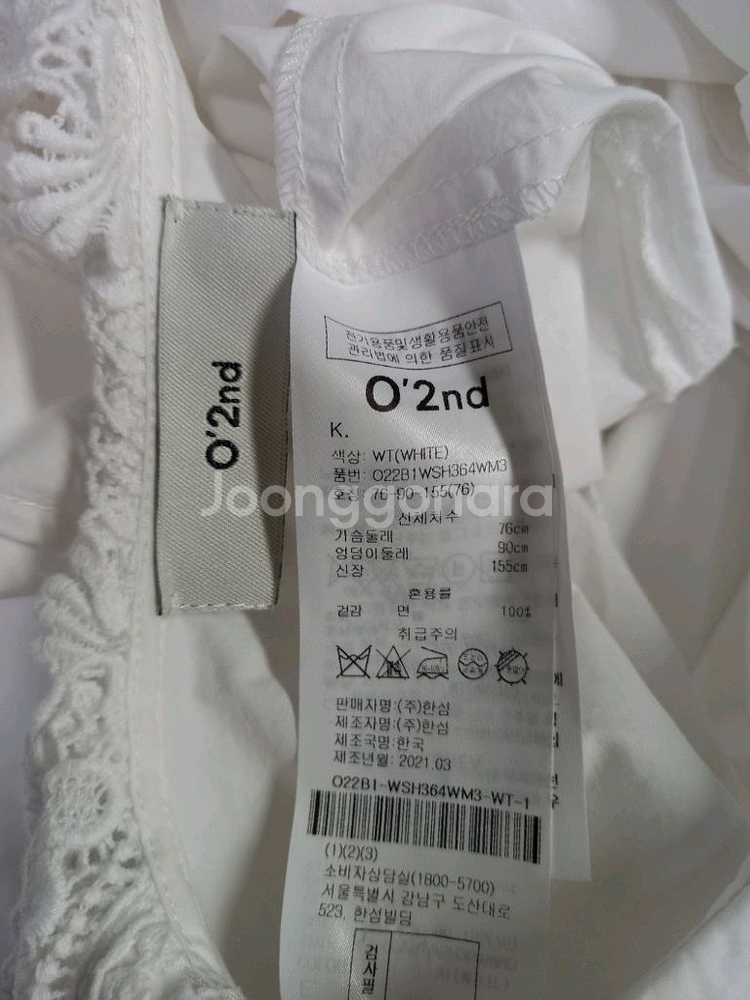 O'2nd
전기용품및생활용품안전
관리법에 의한 품질표시
O'2nd
K.
색상: WT(WHITE)
품번: O22B1WSH364WM3
호칭: 76-90-155(76)
Joonggonara
신체치수
가슴둘레 76cm
엉덩이둘레 90cm
신장 155cm
혼용률
겉감 면 100%
취급주의
판매자명:(주)한섬
제조자명:(주)한섬
제조국명:한국
제조년월: 2021.03
O22B1-WSH364WM3-WT-1
(1)(2)(3)
소비자상담실(1800-5700)
서울특별시 강남구 도산대로
523, 한섬빌딩
검사필